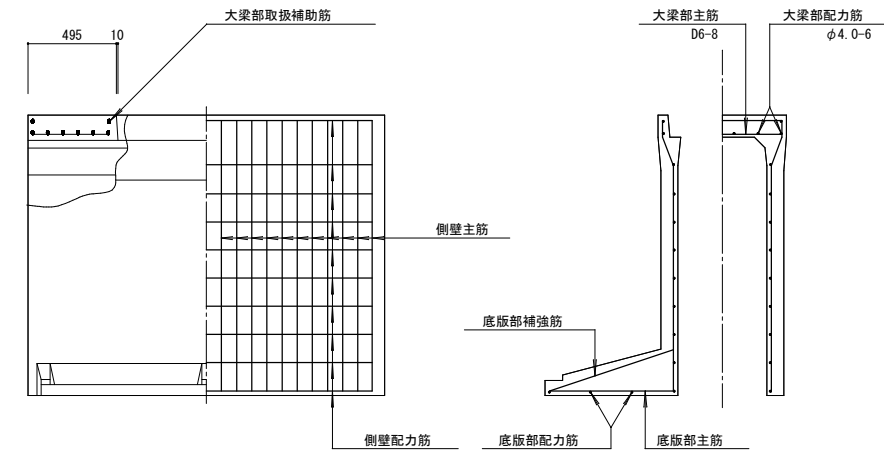 大梁部取扱補助筋
大梁部主筋
大梁部配力筋
495
10
D6-8
φ4.0-6
側壁主筋
底版部補強筋
側壁配力筋
底版部配力筋
底版部主筋